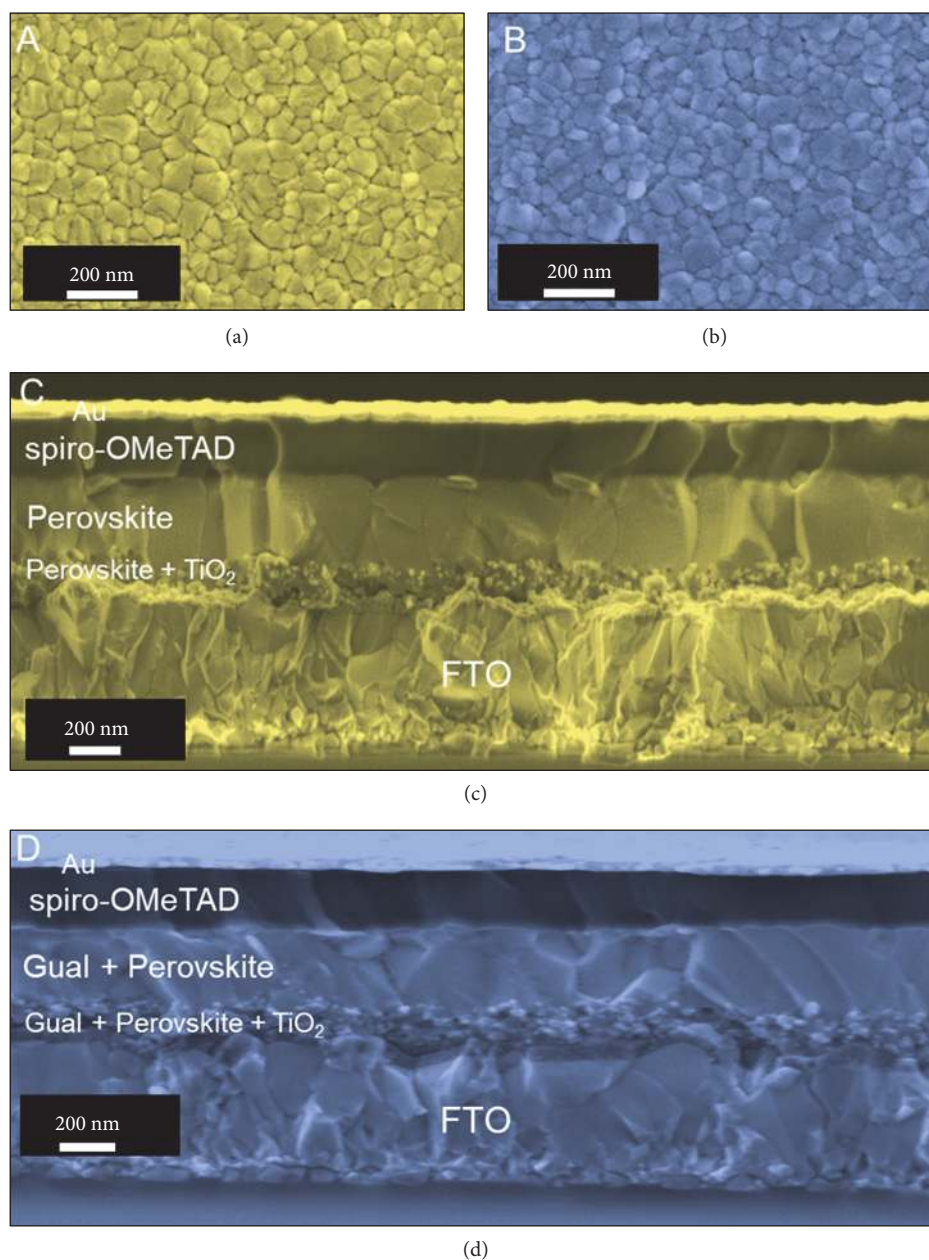 A
200 nm
(a)
B
200 nm
(b)
C
Au
spiro-OMeTAD
Perovskite
Perovskite + TiO₂
FTO
200 nm
(c)
D
Au
spiro-OMeTAD
Gual + Perovskite
Gual + Perovskite + TiO₂
FTO
200 nm
(d)